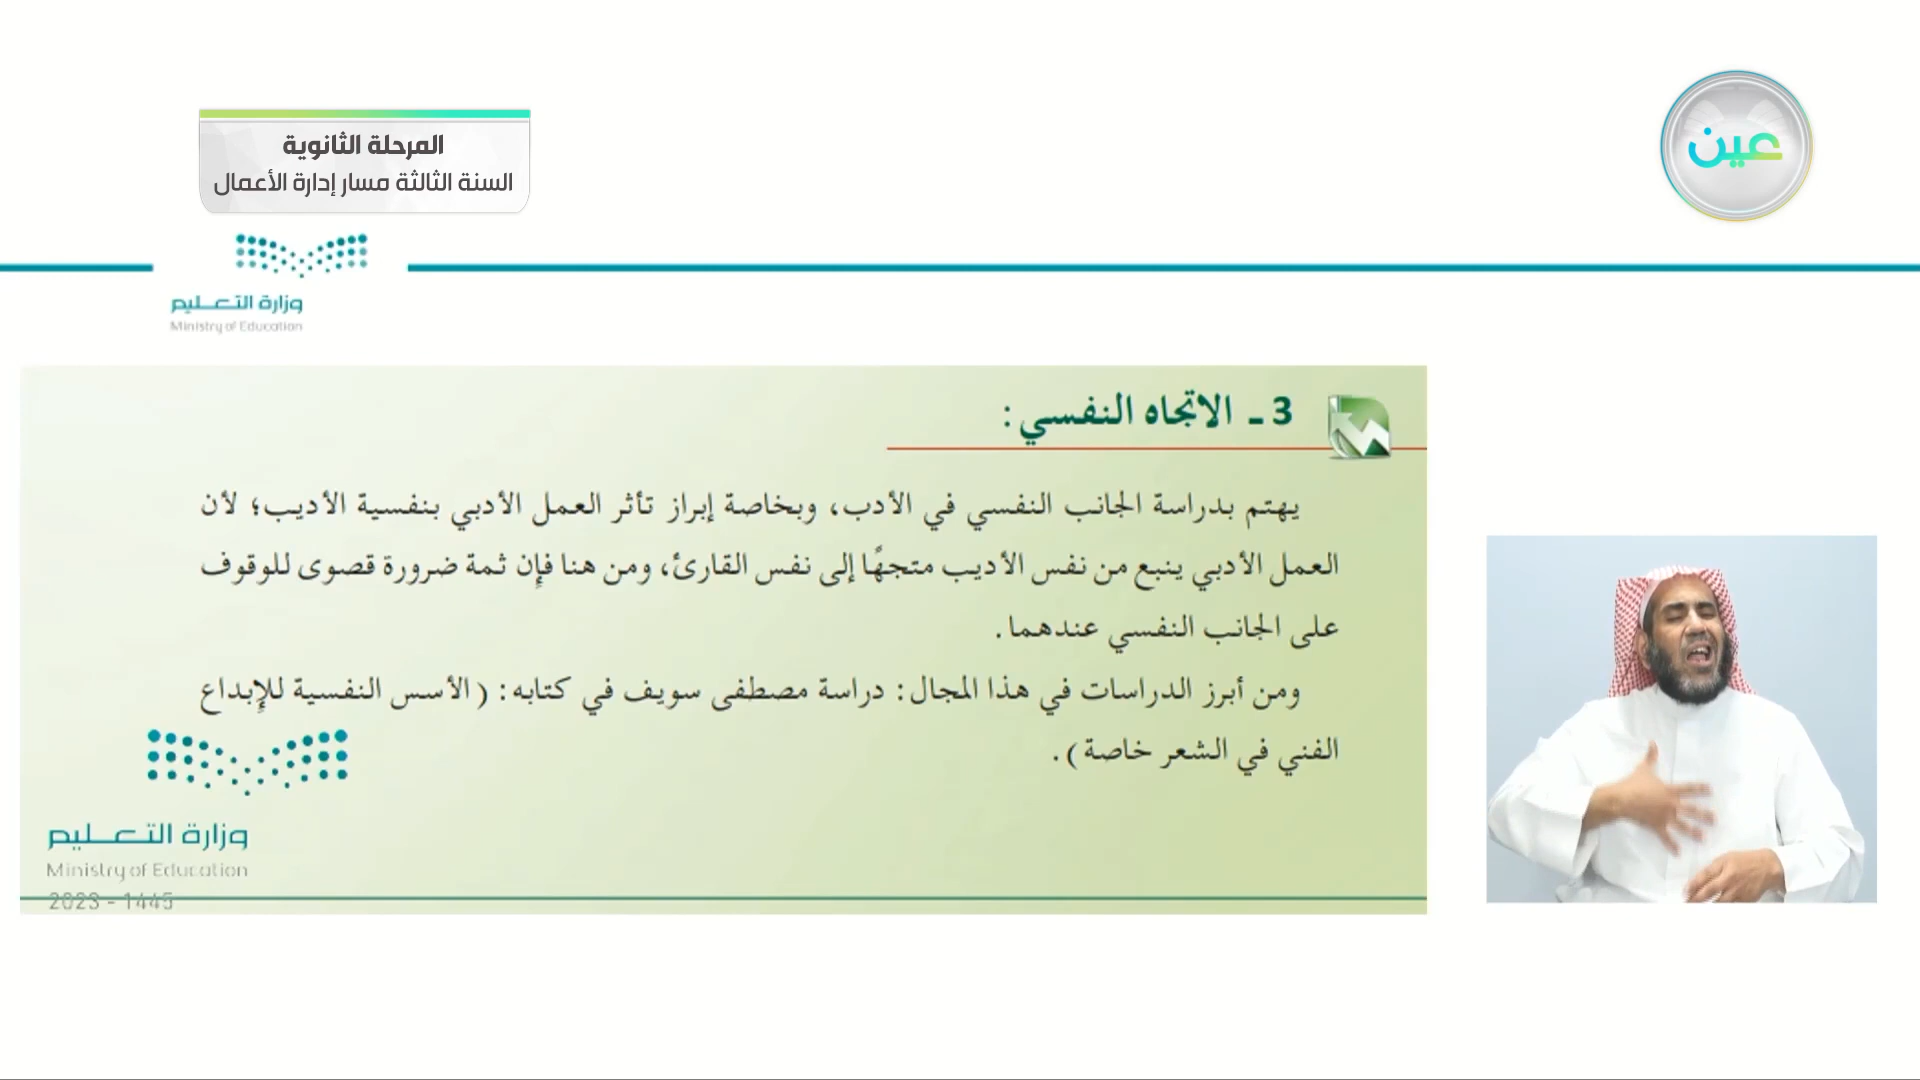 المرحلة الثانوية
السنة الثالثة مسار إدارة الأعمال
عين
وزارة التعليم
Ministry of Education
3 ـ الاتجاه النفسي :
يهتم بدراسة الجانب النفسي في الأدب، وبخاصة إبراز تأثر العمل الأدبي بنفسية الأديب؛ لأن
العمل الأدبي ينبع من نفس الأديب متجهًا إلى نفس القارئ، ومن هنا فإن ثمة ضرورة قصوى للوقوف
على الجانب النفسي عندهما.
ومن أبرز الدراسات في هذا المجال: دراسة مصطفى سويف في كتابه: (الأسس النفسية للإبداع
الفني في الشعر خاصة).
وزارة التعليم
Ministry of Education
2023 - 1445